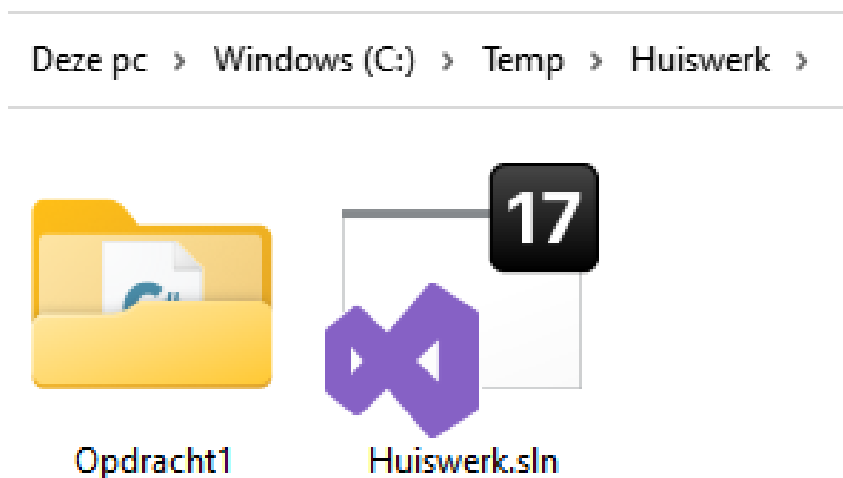 Deze pc > Windows (C:) > Temp > Huiswerk >
17
C#
Opdracht1
Huiswerk.sln